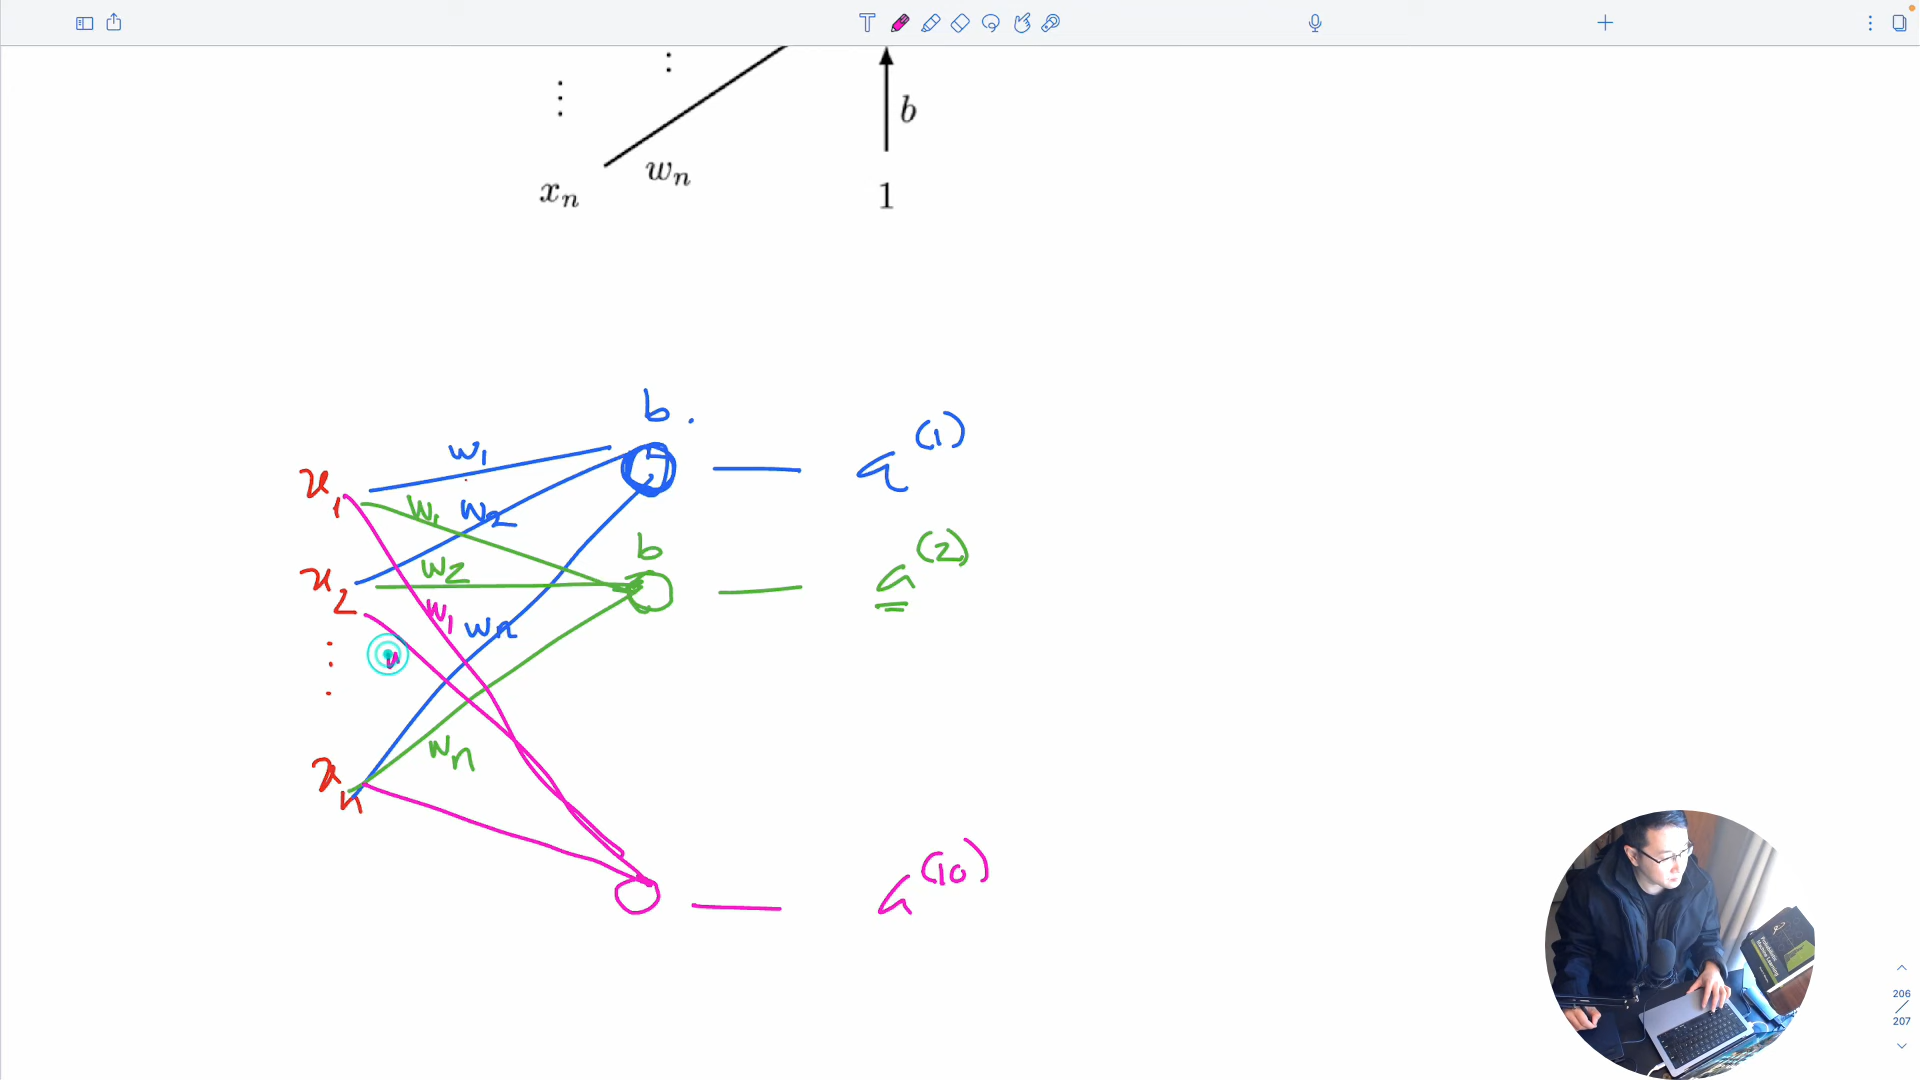 b
w_n
x_n
1
b
w_1
a^(1)
x_1
w_1
w_2
b
a^(2)
w_2
x_2
w_1
w_n
w_n
x_n
a^(10)
206
207